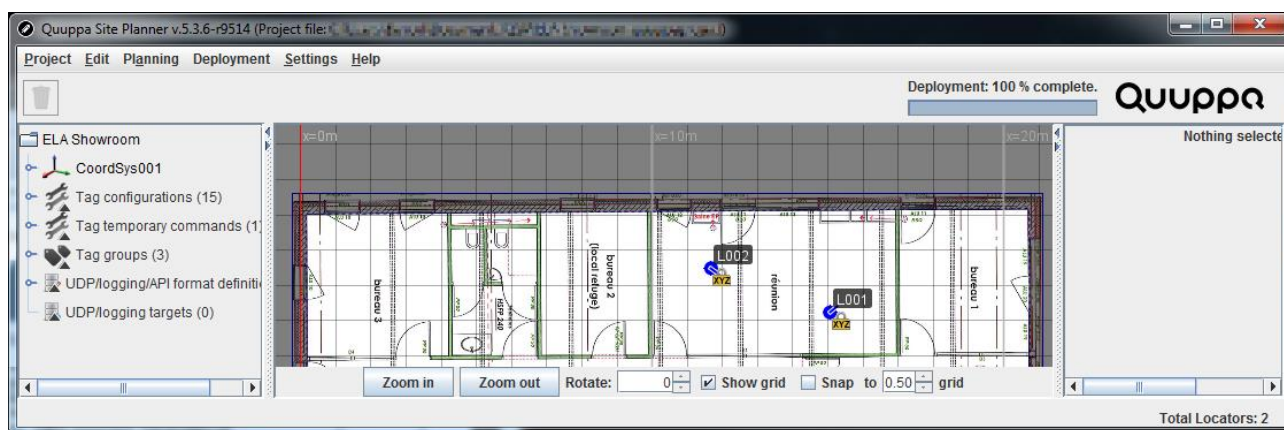 Quuppa Site Planner v.5.3.6-r9514 (Project file:
Project Edit Planning Deployment Settings Help
Deployment: 100 % complete.
Quuppa
ELA Showroom
CoordSys001
Tag configurations (15)
Tag temporary commands (1
Tag groups (3)
UDP/logging/API format definiti
UDP/logging targets (0)
x=0m
x=10m
x=20m
bureau 3
HSFP 240
bureau 2
(local refuge)
L002
XYZ
réunion
L001
XYZ
bureau 1
Nothing selecte
Zoom in Zoom out Rotate: 0 Show grid Snap to 0.50 grid
Total Locators: 2